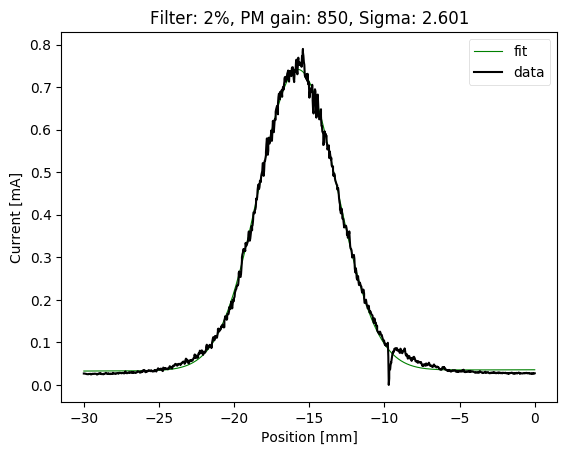 Filter: 2%, PM gain: 850, Sigma: 2.601
fit
data
0.8
0.7
0.6
0.5
0.4
0.3
0.2
0.1
0.0
Current [mA]
−30 −25 −20 −15 −10 −5 0
Position [mm]